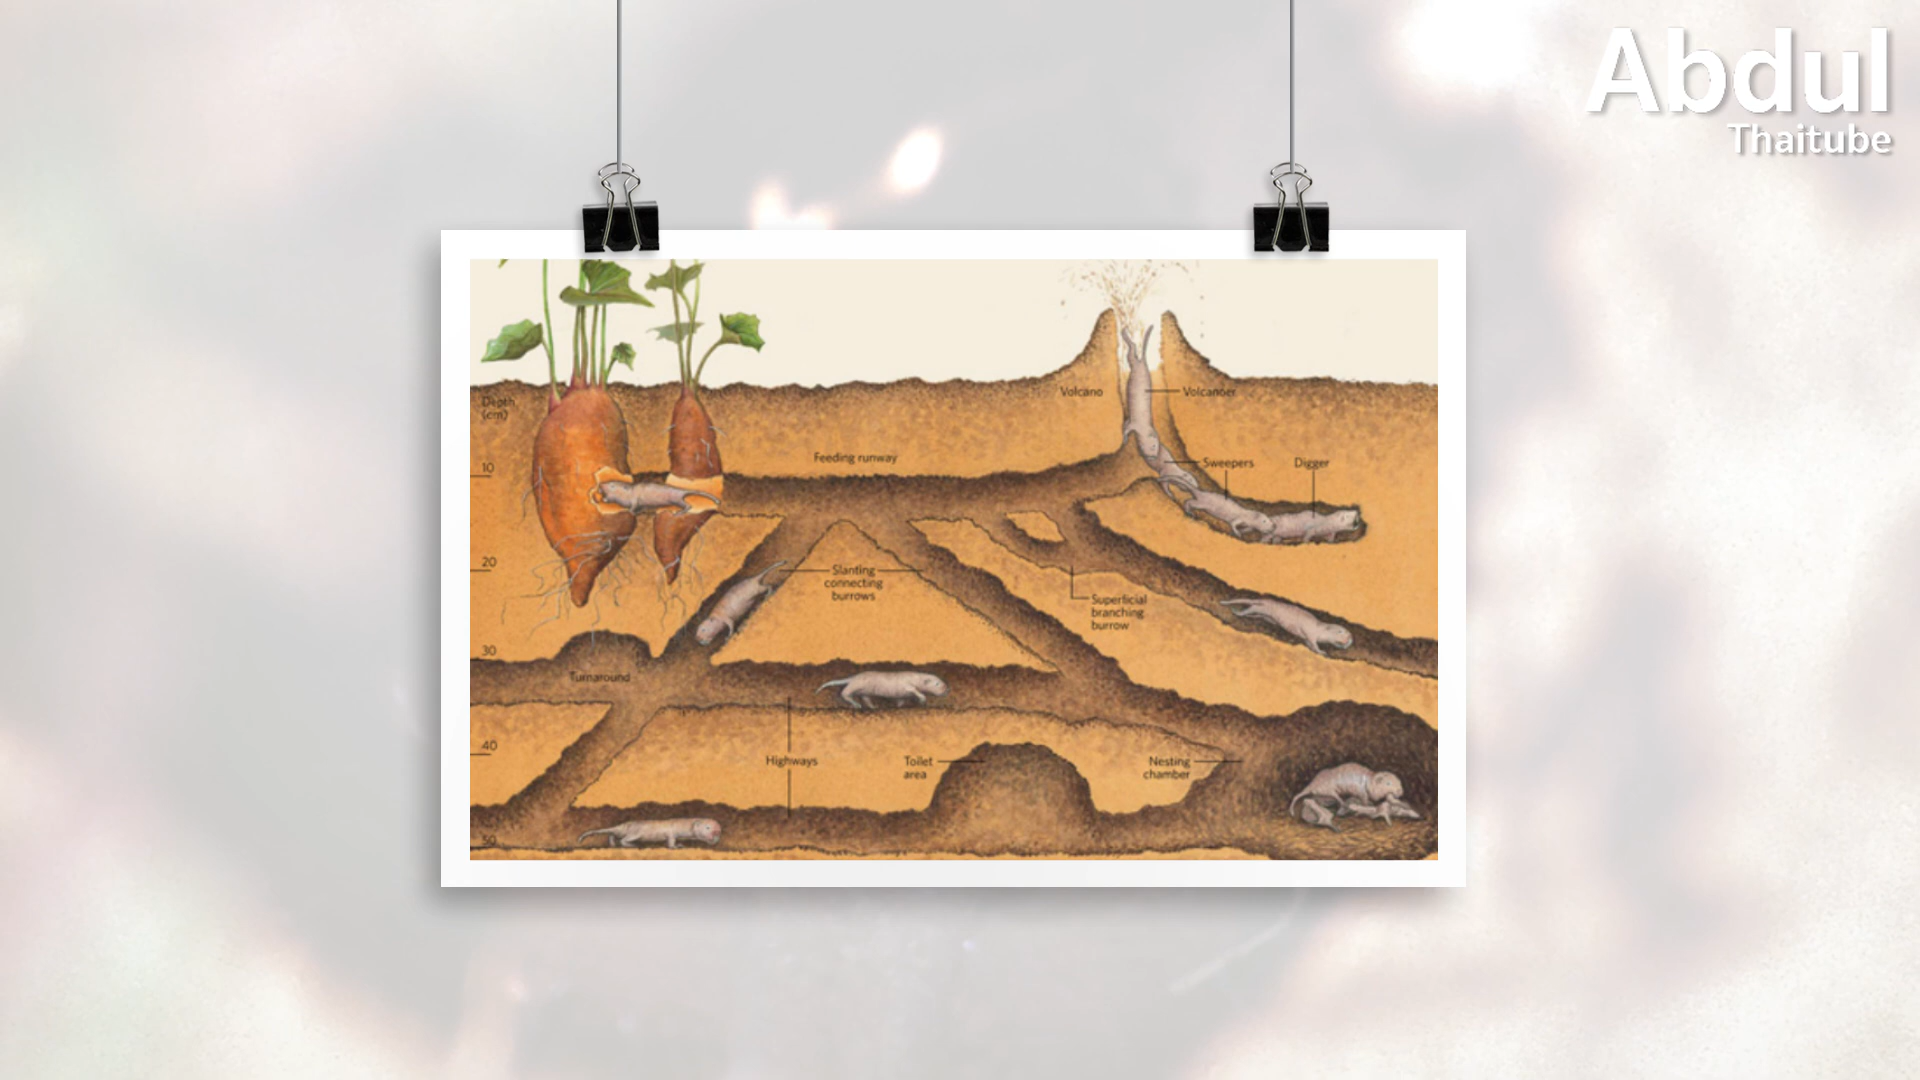 Abdul
Thaitube
Depth
(cm)
Volcano
Volcanoer
Feeding runway
Sweepers
Digger
10
20
Slanting
connecting
burrows
Superficial
branching
burrow
30
Turnaround
40
Highways
Toilet
area
Nesting
chamber
50